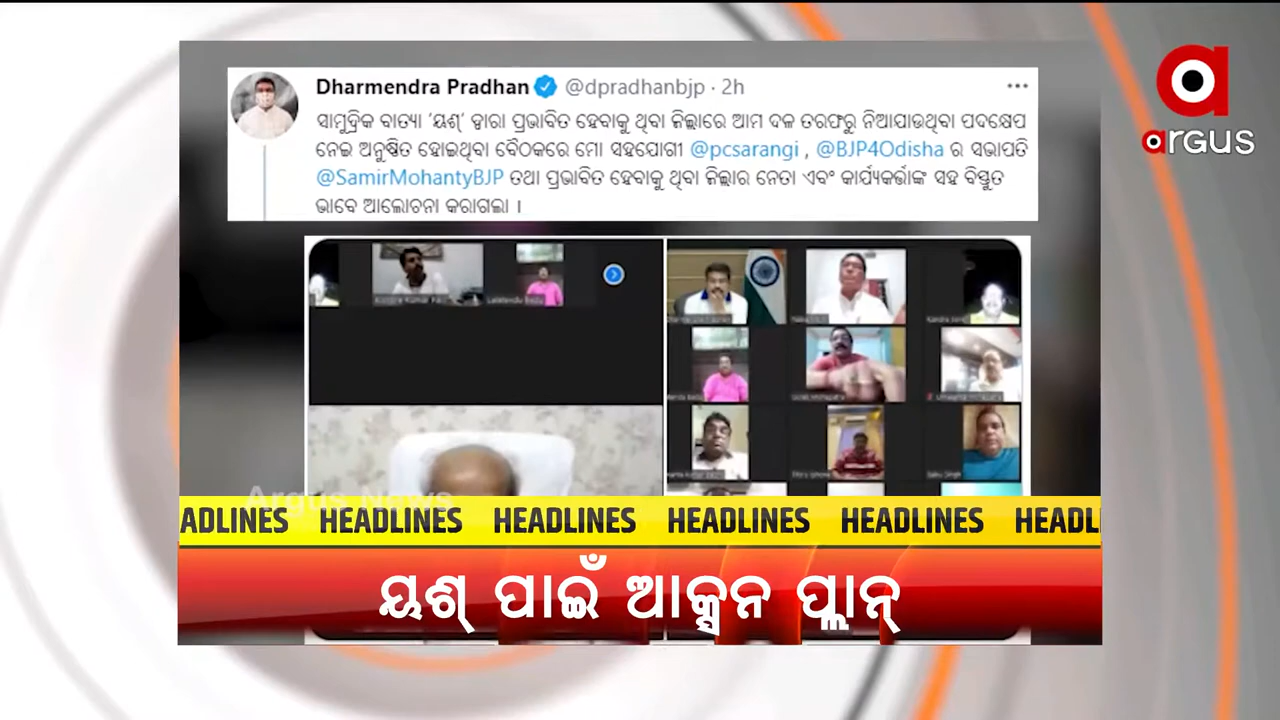 Dharmendra Pradhan @dpradhanbjp · 2h
ସାମୁଦ୍ରିକ ବାତ୍ୟା 'ୟଶ୍' ଦ୍ୱାରା ପ୍ରଭାବିତ ହେବାକୁ ଥିବା ଜିଲ୍ଲାରେ ଆମ ଦଳ ତରଫରୁ ନିଆଯାଉଥିବା ପଦକ୍ଷେପ
ନେଇ ଅନୁଷ୍ଠିତ ହୋଇଥିବା ବୈଠକରେ ମୋ ସହଯୋଗୀ @pcsarangi , @BJP4Odisha ର ସଭାପତି
@SamirMohantyBJP ତଥା ପ୍ରଭାବିତ ହେବାକୁ ଥିବା ଜିଲ୍ଲାର ନେତା ଏବଂ କାର୍ଯ୍ୟକର୍ତ୍ତାଙ୍କ ସହ ବିସ୍ତୃତ
ଭାବେ ଆଲୋଚନା କରାଗଲା ।
argus
Argus News
ADLINES HEADLINES HEADLINES HEADLINES HEADLINES HEADL
ୟଶ୍ ପାଇଁ ଆକ୍ସନ ପ୍ଲାନ୍